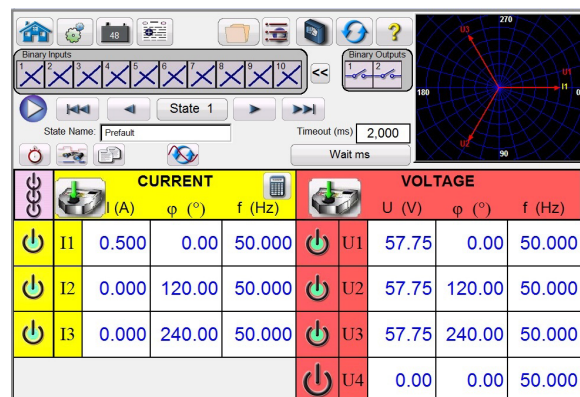 48
Binary Inputs
1 2 3 4 5 6 7 8 9 10
<<
Binary Outputs
1 2
State 1
State Name: Prefault
Timeout (ms) 2,000
Wait ms
270
U3
U1
I1
180
0
U2
90
CURRENT
I (A) φ (°) f (Hz)
VOLTAGE
U (V) φ (°) f (Hz)
I1 0.500 0.00 50.000 U1 57.75 0.00 50.000
I2 0.000 120.00 50.000 U2 57.75 120.00 50.000
I3 0.000 240.00 50.000 U3 57.75 240.00 50.000
U4 0.00 0.00 50.000